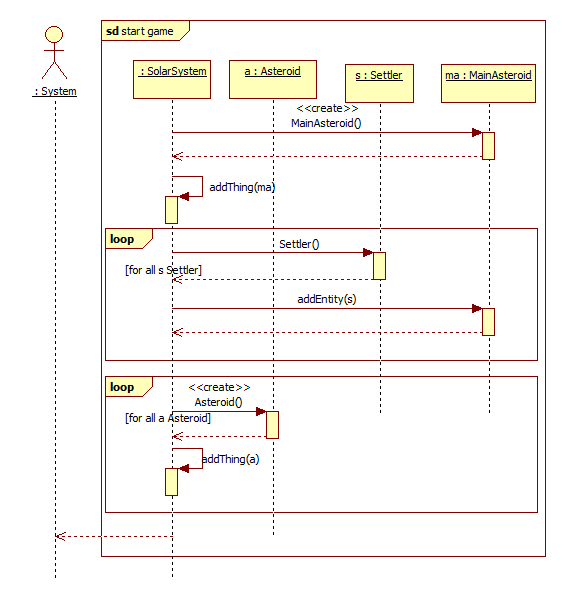 sd start game
: System
: SolarSystem
a : Asteroid
s : Settler
ma : MainAsteroid
<<create>>
MainAsteroid()
addThing(ma)
loop
Settler()
[for all s Settler]
addEntity(s)
loop
<<create>>
Asteroid()
[for all a Asteroid]
addThing(a)